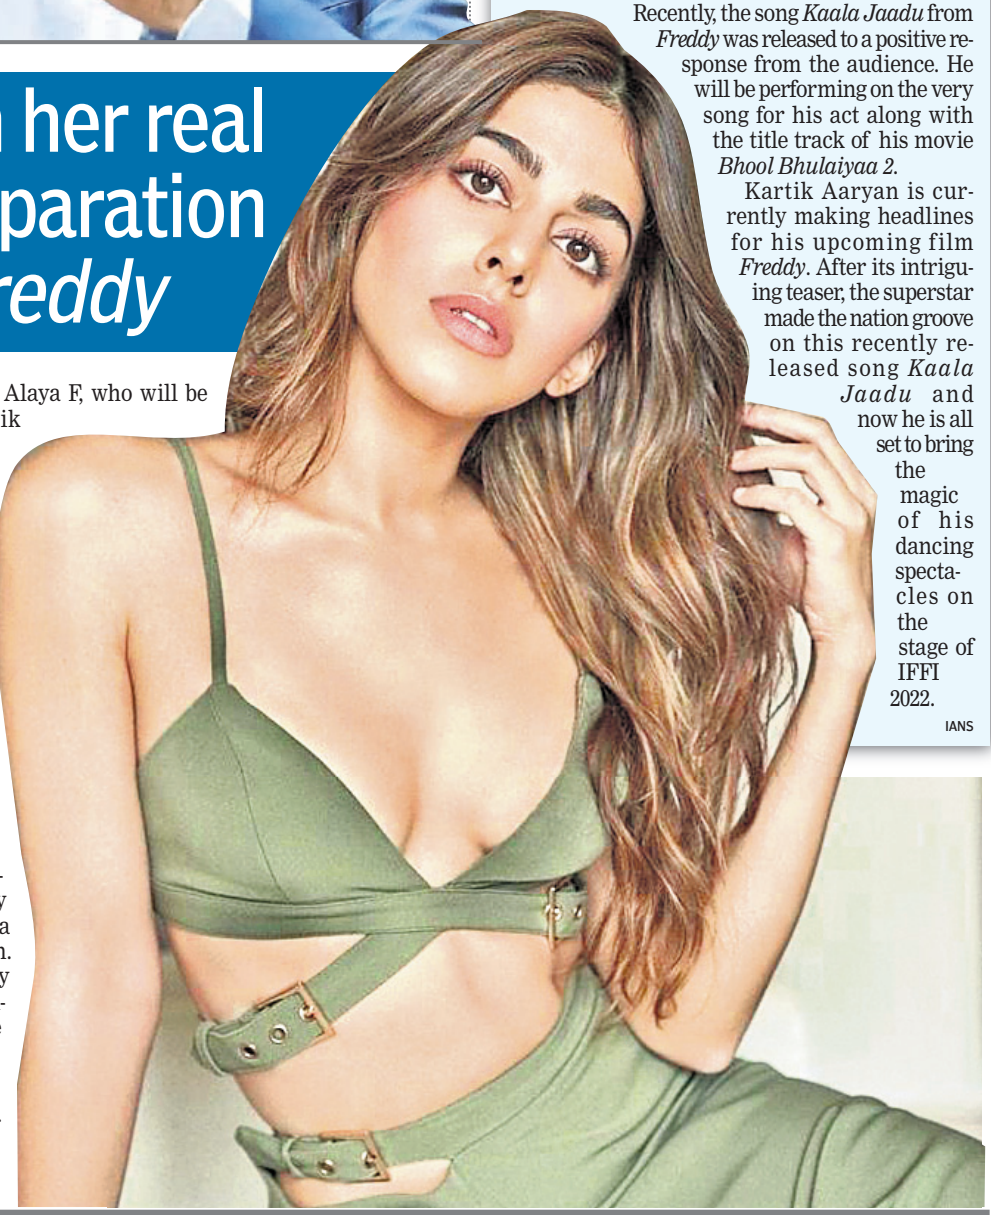 her real
paration
reddy
Alaya F, who will be
ik
y
a
n.
y
-
e
Recently, the song Kaala Jaadu from
Freddy was released to a positive re-
sponse from the audience. He
will be performing on the very
song for his act along with
the title track of his movie
Bhool Bhulaiyaa 2.
Kartik Aaryan is cur-
rently making headlines
for his upcoming film
Freddy. After its intrigu-
ing teaser, the superstar
made the nation groove
on this recently re-
leased song Kaala
Jaadu and
now he is all
set to bring
the
magic
of his
dancing
specta-
cles on
the
stage of
IFFI
2022.
IANS